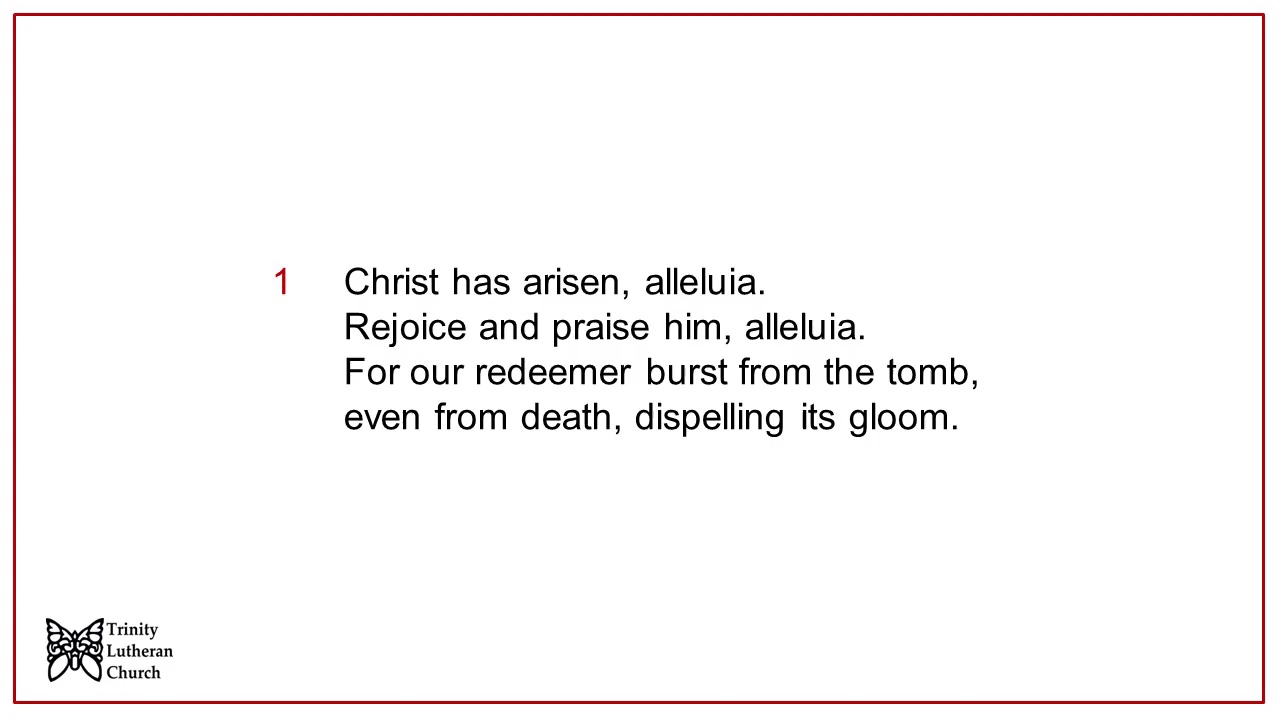 1 Christ has arisen, alleluia.
Rejoice and praise him, alleluia.
For our redeemer burst from the tomb,
even from death, dispelling its gloom.
Trinity
Lutheran
Church